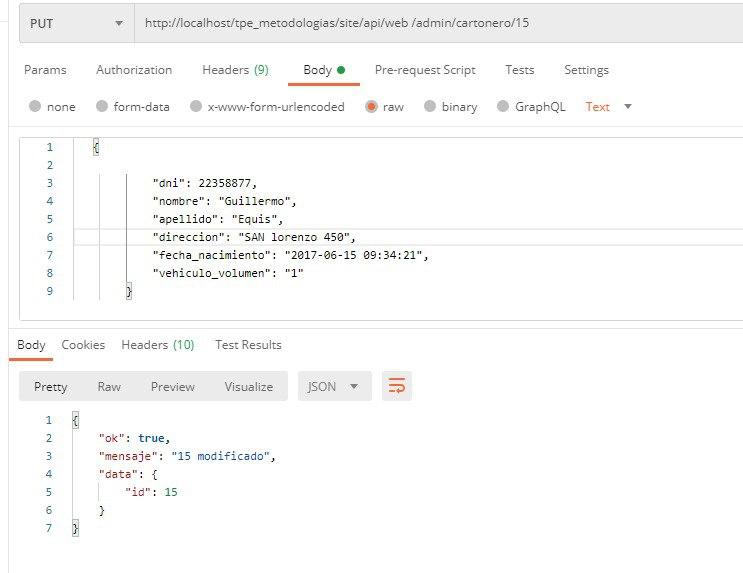 PUT http://localhost/tpe_metodologias/site/api/web /admin/cartonero/15
Params Authorization Headers (9) Body Pre-request Script Tests Settings
none form-data x-www-form-urlencoded raw binary GraphQL Text
1 {
2
3 "dni": 22358877,
4 "nombre": "Guillermo",
5 "apellido": "Equis",
6 "direccion": "SAN lorenzo 450",
7 "fecha_nacimiento": "2017-06-15 09:34:21",
8 "vehiculo_volumen": "1"
9 }
Body Cookies Headers (10) Test Results
Pretty Raw Preview Visualize JSON
1 {
2 "ok": true,
3 "mensaje": "15 modificado",
4 "data": {
5 "id": 15
6 }
7 }